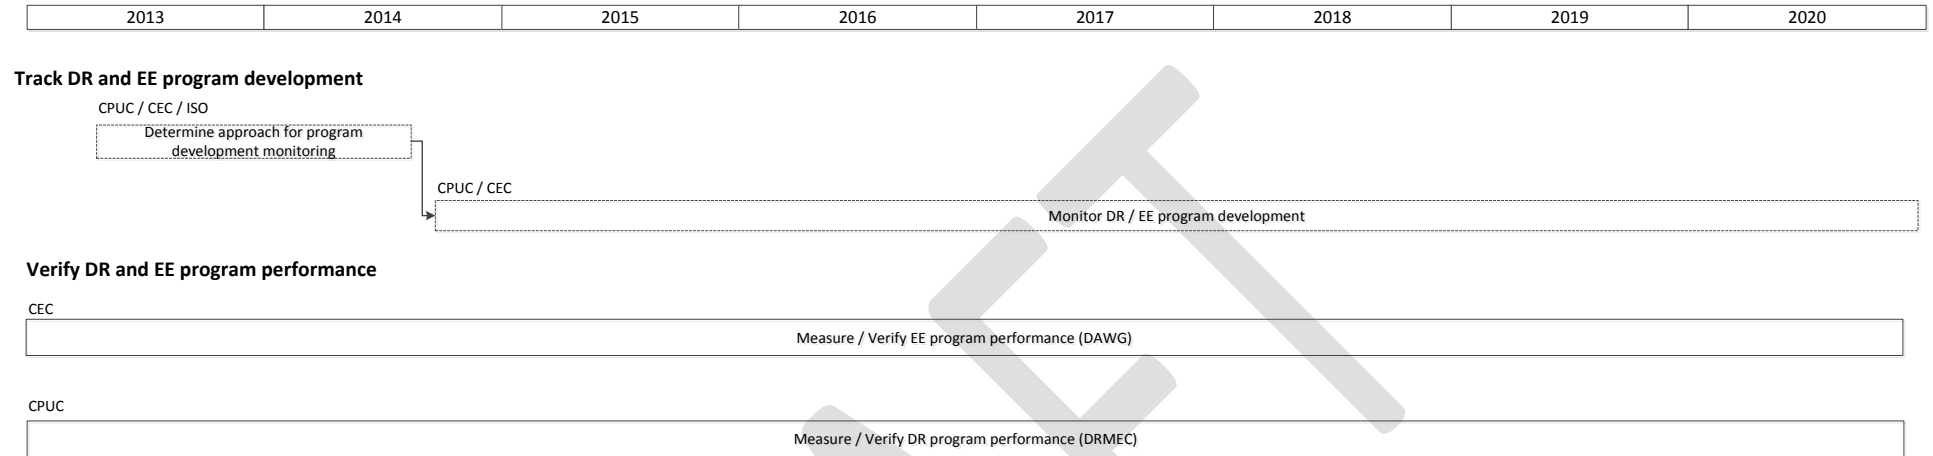 2013 2014 2015 2016 2017 2018 2019 2020
Track DR and EE program development
CPUC / CEC / ISO
Determine approach for program
development monitoring
CPUC / CEC
Monitor DR / EE program development
Verify DR and EE program performance
CEC
Measure / Verify EE program performance (DAWG)
CPUC
Measure / Verify DR program performance (DRMEC)